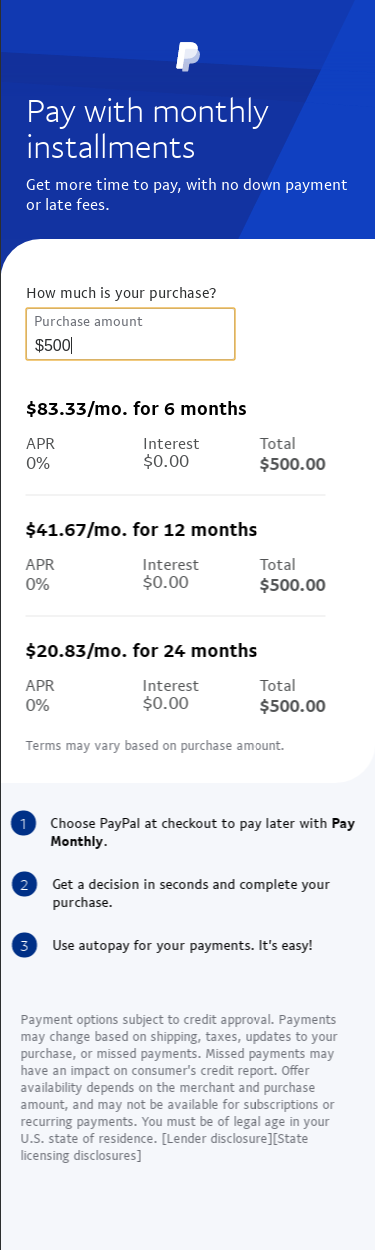 Pay with monthly
installments
Get more time to pay, with no down payment
or late fees.
How much is your purchase?
Purchase amount
$500
$83.33/mo. for 6 months
APR Interest Total
0% $0.00 $500.00
$41.67/mo. for 12 months
APR Interest Total
0% $0.00 $500.00
$20.83/mo. for 24 months
APR Interest Total
0% $0.00 $500.00
Terms may vary based on purchase amount.
1 Choose PayPal at checkout to pay later with Pay
Monthly.
2 Get a decision in seconds and complete your
purchase.
3 Use autopay for your payments. It's easy!
Payment options subject to credit approval. Payments
may change based on shipping, taxes, updates to your
purchase, or missed payments. Missed payments may
have an impact on consumer's credit report. Offer
availability depends on the merchant and purchase
amount, and may not be available for subscriptions or
recurring payments. You must be of legal age in your
U.S. state of residence. [Lender disclosure][State
licensing disclosures]